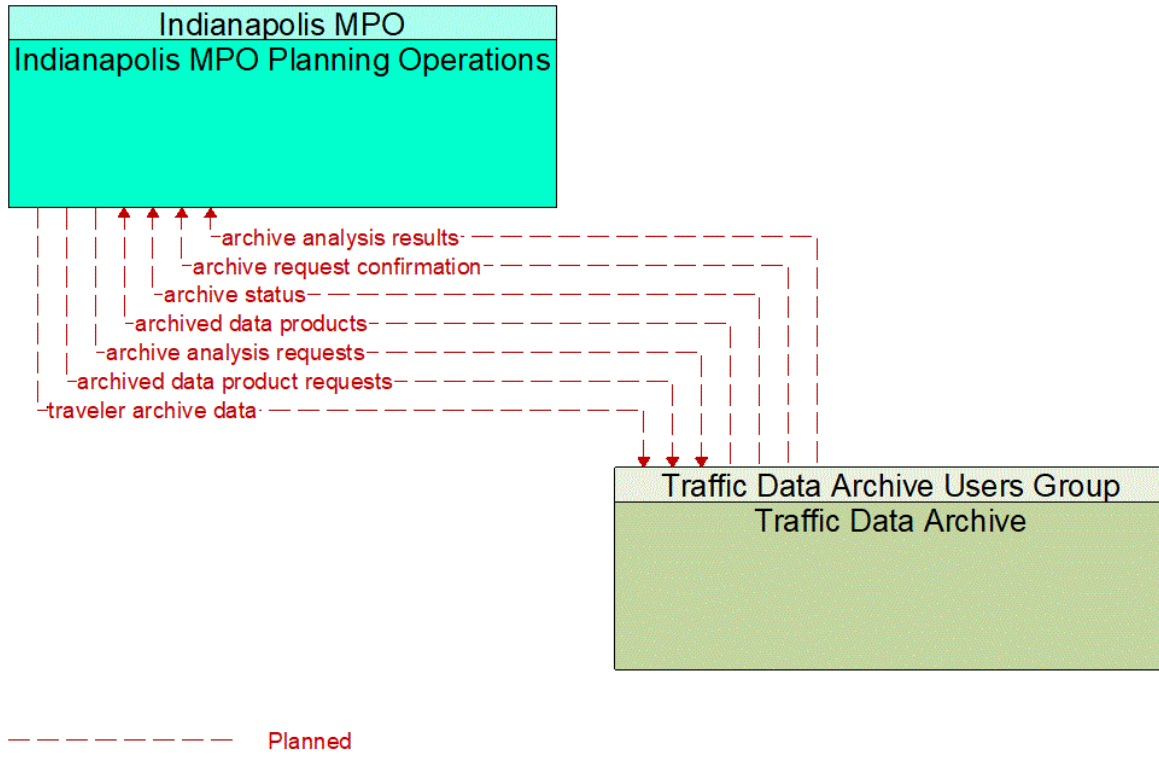 Indianapolis MPO
Indianapolis MPO Planning Operations
archive analysis results
archive request confirmation
archive status
archived data products
archive analysis requests
archived data product requests
traveler archive data
Traffic Data Archive Users Group
Traffic Data Archive
Planned